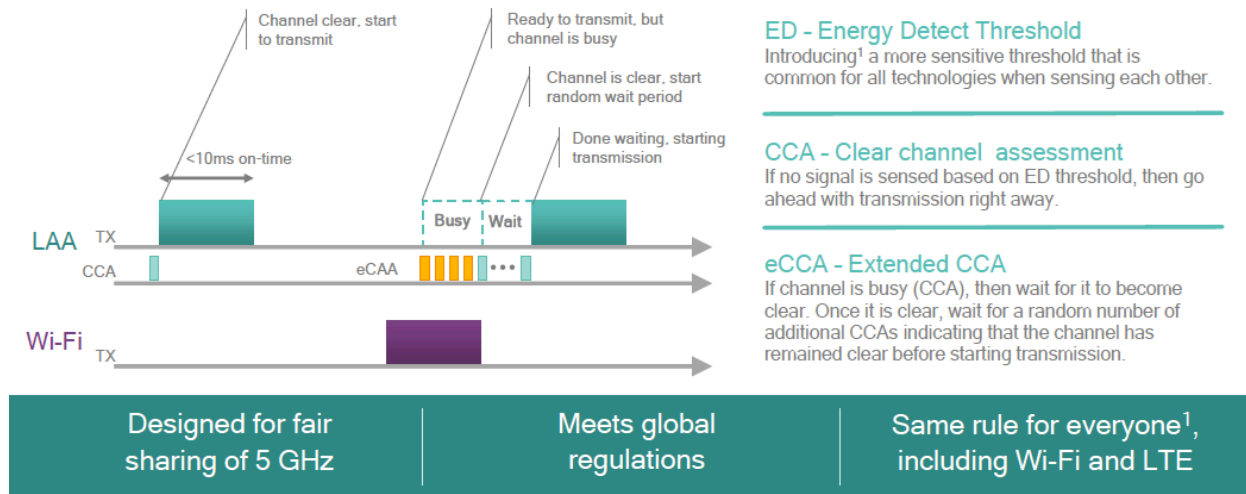 Channel clear, start
to transmit
Ready to transmit, but
channel is busy
Channel is clear, start
random wait period
Done waiting, starting
transmission
<10ms on-time
Busy
Wait
LAA
TX
CCA
eCAA
Wi-Fi
TX
ED - Energy Detect Threshold
Introducing¹ a more sensitive threshold that is
common for all technologies when sensing each other.
CCA - Clear channel assessment
If no signal is sensed based on ED threshold, then go
ahead with transmission right away.
eCCA - Extended CCA
If channel is busy (CCA), then wait for it to become
clear. Once it is clear, wait for a random number of
additional CCAs indicating that the channel has
remained clear before starting transmission.
Designed for fair
sharing of 5 GHz
Meets global
regulations
Same rule for everyone¹,
including Wi-Fi and LTE